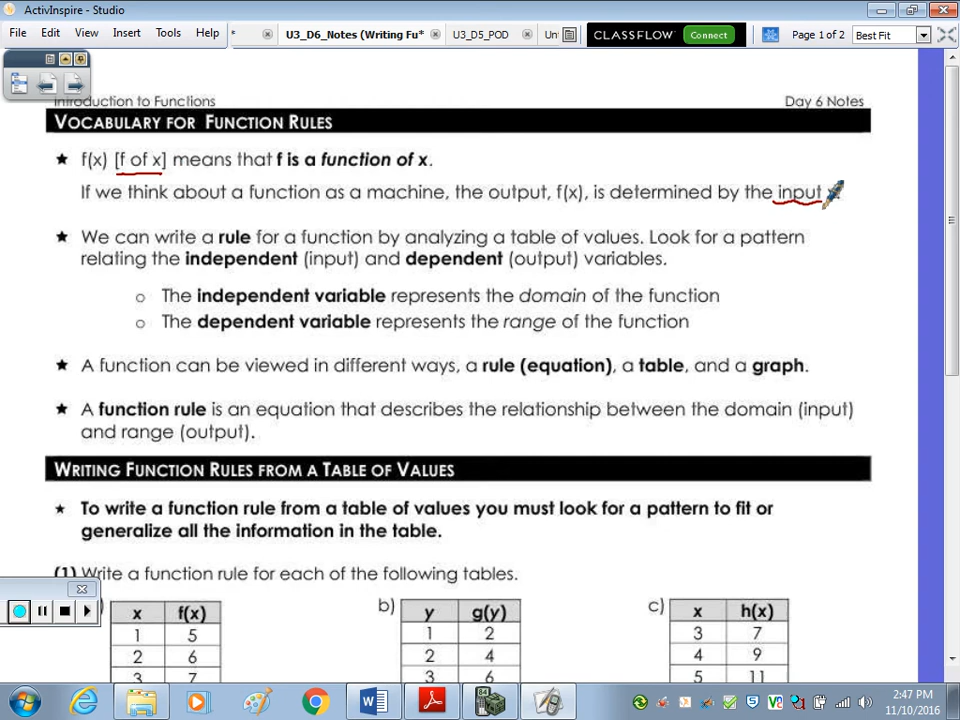 ActivInspire - Studio
File Edit View Insert Tools Help * U3_D6_Notes (Writing Fu* U3_D5_POD Un CLASSFLOW Connect Page 1 of 2 Best Fit
Introduction to Functions Day 6 Notes
VOCABULARY FOR FUNCTION RULES
★ f(x) [f of x] means that f is a function of x.
If we think about a function as a machine, the output, f(x), is determined by the input
★ We can write a rule for a function by analyzing a table of values. Look for a pattern
relating the independent (input) and dependent (output) variables.
o The independent variable represents the domain of the function
o The dependent variable represents the range of the function
★ A function can be viewed in different ways, a rule (equation), a table, and a graph.
★ A function rule is an equation that describes the relationship between the domain (input)
and range (output).
WRITING FUNCTION RULES FROM A TABLE OF VALUES
★ To write a function rule from a table of values you must look for a pattern to fit or
generalize all the information in the table.
(1) Write a function rule for each of the following tables.
x f(x) b) y g(y) c) x h(x)
1 5 1 2 3 7
2 6 2 4 4 9
3 7 3 6 5 11
2:47 PM
11/10/2016